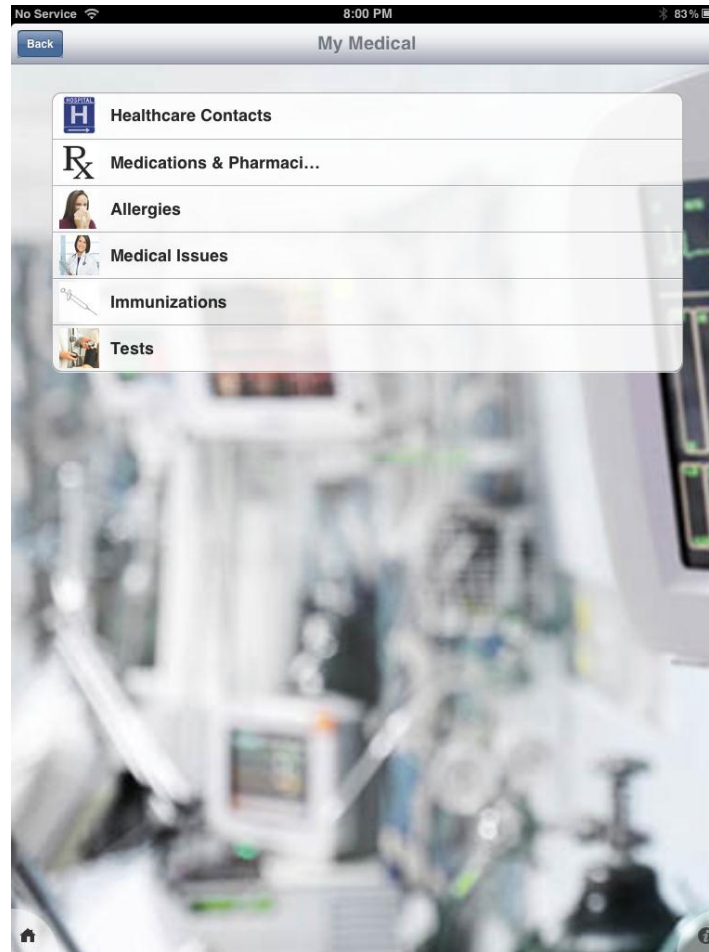 No Service 8:00 PM 83%
Back My Medical
HOSPITAL
H
Healthcare Contacts
Rx
Medications & Pharmaci...
Allergies
Medical Issues
Immunizations
Tests
i